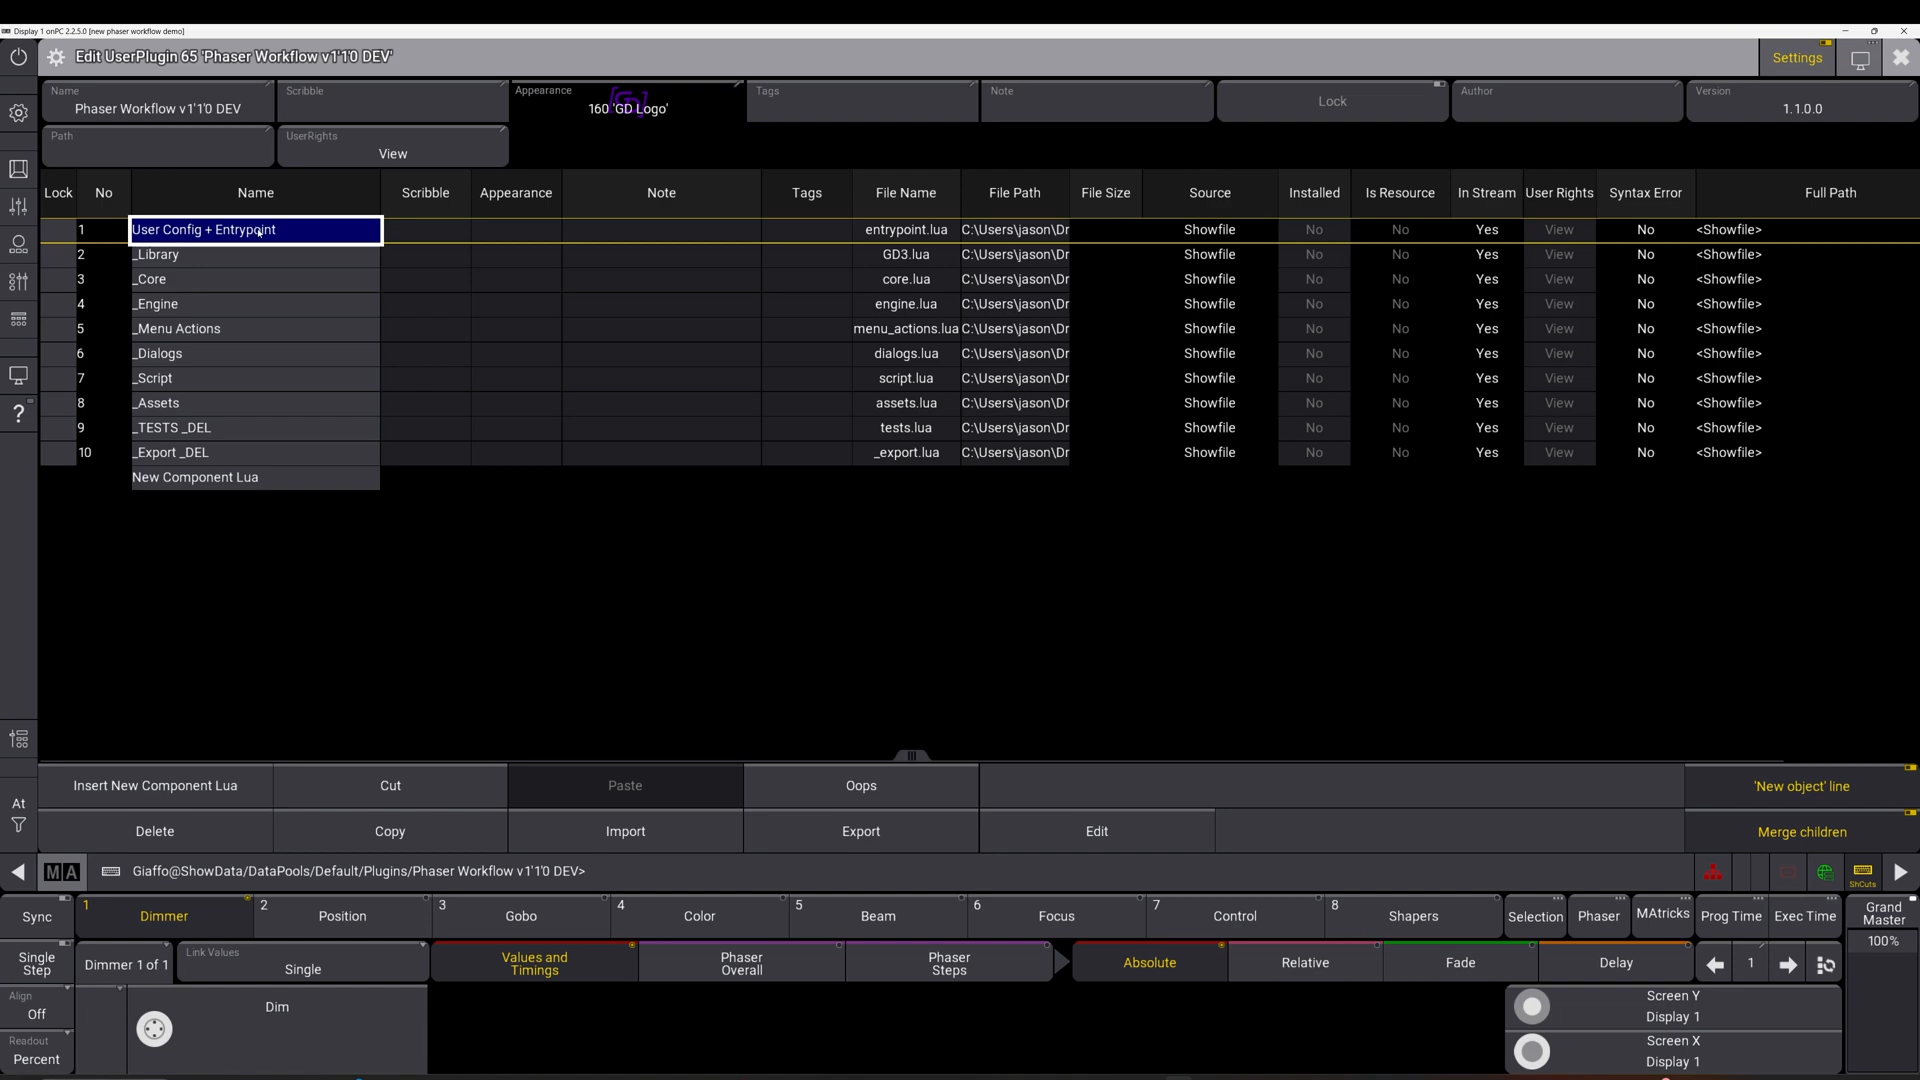 Display 1 onPC 2.2.5.0 [new phaser workflow demo]
Edit UserPlugin 65 'Phaser Workflow v1'1'0 DEV'
Settings
Name
Phaser Workflow v1'1'0 DEV
Scribble
Appearance
160 'GD Logo'
Tags
Note
Lock
Author
Version
1.1.0.0
Path
UserRights
View
Lock No Name Scribble Appearance Note Tags File Name File Path File Size Source Installed Is Resource In Stream User Rights Syntax Error Full Path
1 User Config + Entrypoint entrypoint.lua C:\Users\jason\Dr Showfile No No Yes View No <Showfile>
2 _Library GD3.lua C:\Users\jason\Dr Showfile No No Yes View No <Showfile>
3 _Core core.lua C:\Users\jason\Dr Showfile No No Yes View No <Showfile>
4 _Engine engine.lua C:\Users\jason\Dr Showfile No No Yes View No <Showfile>
5 _Menu Actions menu_actions.lua C:\Users\jason\Dr Showfile No No Yes View No <Showfile>
6 _Dialogs dialogs.lua C:\Users\jason\Dr Showfile No No Yes View No <Showfile>
7 _Script script.lua C:\Users\jason\Dr Showfile No No Yes View No <Showfile>
8 _Assets assets.lua C:\Users\jason\Dr Showfile No No Yes View No <Showfile>
9 _TESTS _DEL tests.lua C:\Users\jason\Dr Showfile No No Yes View No <Showfile>
10 _Export _DEL _export.lua C:\Users\jason\Dr Showfile No No Yes View No <Showfile>
New Component Lua
Insert New Component Lua Cut Paste Oops 'New object' line
Delete Copy Import Export Edit Merge children
At
MA Giaffo@ShowData/DataPools/Default/Plugins/Phaser Workflow v1'1'0 DEV>
ShCuts
Sync
1 Dimmer
2 Position
3 Gobo
4 Color
5 Beam
6 Focus
7 Control
8 Shapers
Selection Phaser MAtricks Prog Time Exec Time
Grand
Master
100%
Single
Step
Dimmer 1 of 1
Link Values
Single
Values and
Timings
Phaser
Overall
Phaser
Steps
Absolute Relative Fade Delay
1
Align
Off
Dim
Screen Y
Display 1
Readout
Percent
Screen X
Display 1